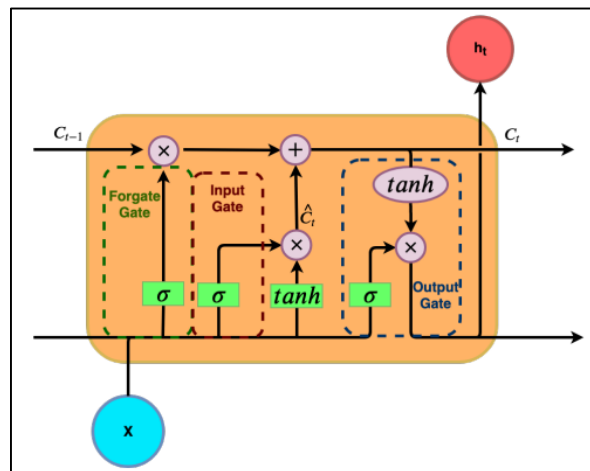 h_t
C_{t-1}
×
+
C_t
Forgate
Gate
Input
Gate
Ĉ_t
tanh
×
×
σ
σ
tanh
σ
Output
Gate
X